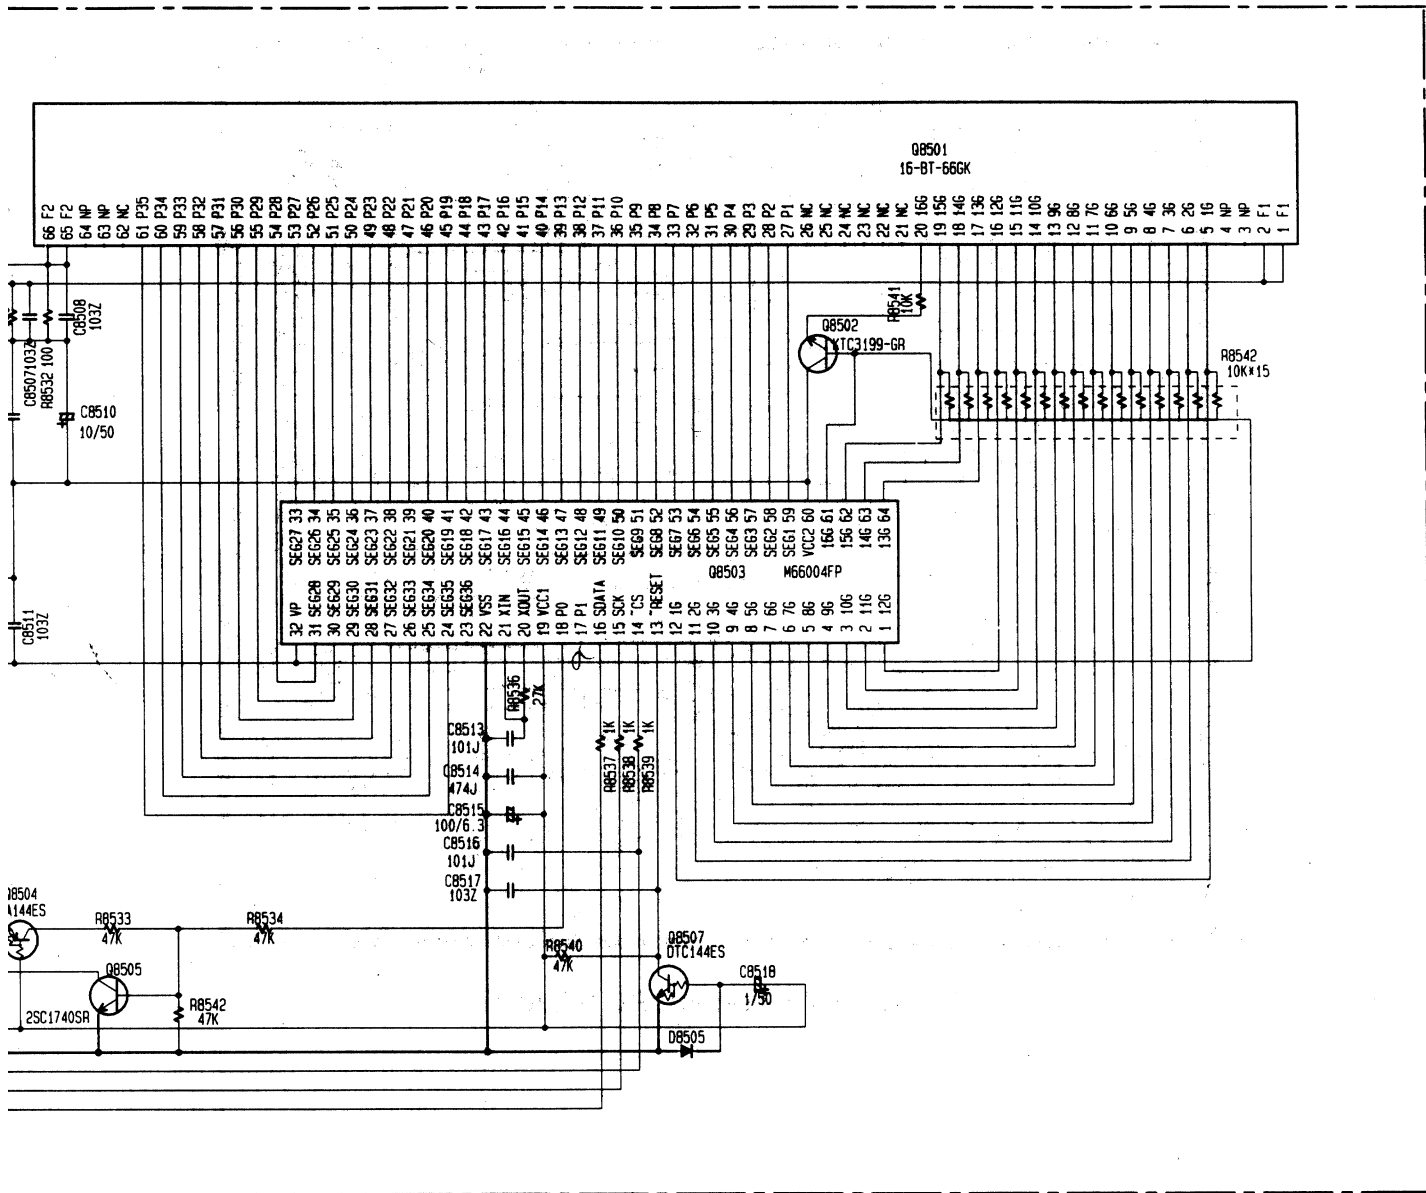 Q8501
16-BT-66GK
66 F2
65 F2
64 NP
63 NP
62 NC
61 P35
60 P34
59 P33
58 P32
57 P31
56 P30
55 P29
54 P28
53 P27
52 P26
51 P25
50 P24
49 P23
48 P22
47 P21
46 P20
45 P19
44 P18
43 P17
42 P16
41 P15
40 P14
39 P13
38 P12
37 P11
36 P10
35 P9
34 P8
33 P7
32 P6
31 P5
30 P4
29 P3
28 P2
27 P1
26 NC
25 NC
24 NC
23 NC
22 NC
21 NC
20 16G
19 15G
18 14G
17 13G
16 12G
15 11G
14 10G
13 9G
12 8G
11 7G
10 6G
9 5G
8 4G
7 3G
6 2G
5 1G
4 NP
3 NP
2 F1
1 F1
C8508
103Z
C8507103Z
R8532 100
C8510
10/50
R8541
10K
Q8502
KTC3199-GR
R8542
10K*15
SEG27 33
SEG26 34
SEG25 35
SEG24 36
SEG23 37
SEG22 38
SEG21 39
SEG20 40
SEG19 41
SEG18 42
SEG17 43
SEG16 44
SEG15 45
SEG14 46
SEG13 47
SEG12 48
SEG11 49
SEG10 50
SEG9 51
SEG8 52
SEG7 53
SEG6 54
SEG5 55
SEG4 56
SEG3 57
SEG2 58
SEG1 59
VCC2 60
16G 61
15G 62
14G 63
13G 64
Q8503
M66004FP
32 VP
31 SEG28
30 SEG29
29 SEG30
28 SEG31
27 SEG32
26 SEG33
25 SEG34
24 SEG35
23 SEG36
22 VSS
21 XIN
20 XOUT
19 VCC1
18 P0
17 P1
16 SDATA
15 SCK
14 ‾CS
13 ‾RESET
12 1G
11 2G
10 3G
9 4G
8 5G
7 6G
6 7G
5 8G
4 9G
3 10G
2 11G
1 12G
C8511
103Z
R8536
27K
C8513
101J
C8514
474J
C8515
100/6.3
C8516
101J
C8517
103Z
R8537 1K
R8538 1K
R8539 1K
Q8504
A144ES
R8533
47K
R8534
47K
Q8505
2SC1740SR
R8542
47K
R8540
47K
Q8507
DTC144ES
C8518
1/50
D8505